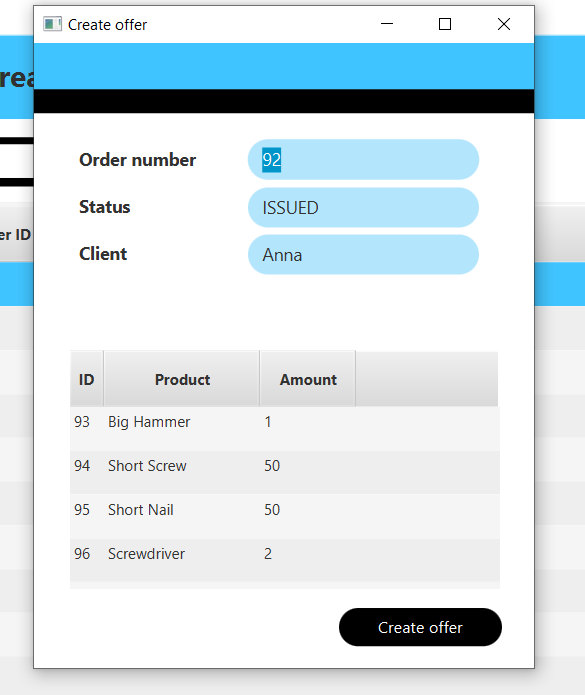 Create offer
Order number 92
Status ISSUED
Client Anna
er ID
ID Product Amount
93 Big Hammer 1
94 Short Screw 50
95 Short Nail 50
96 Screwdriver 2
Create offer